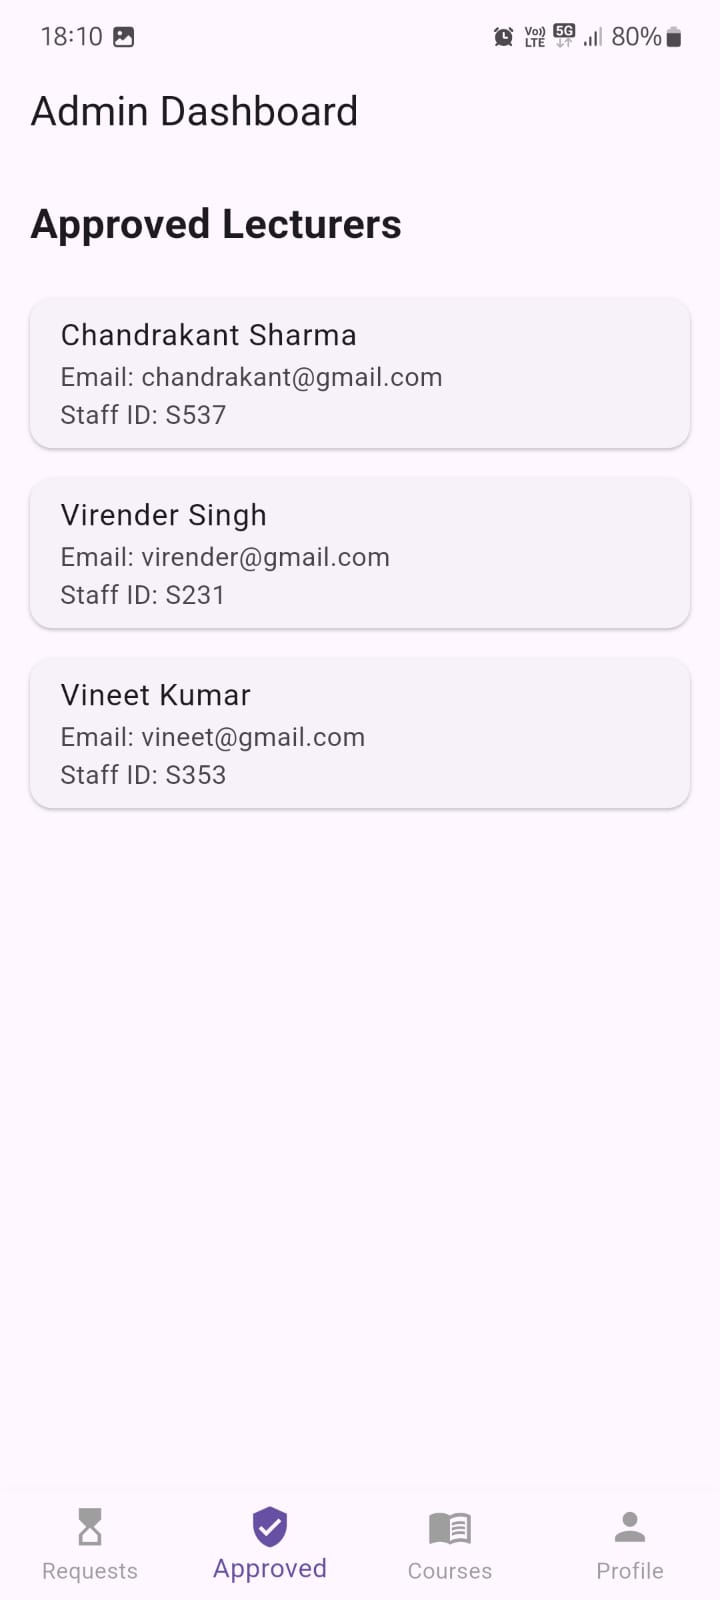 18:10
Vo)) LTE 5G 80%
Admin Dashboard
Approved Lecturers
Chandrakant Sharma
Email: chandrakant@gmail.com
Staff ID: S537
Virender Singh
Email: virender@gmail.com
Staff ID: S231
Vineet Kumar
Email: vineet@gmail.com
Staff ID: S353
Requests
Approved
Courses
Profile